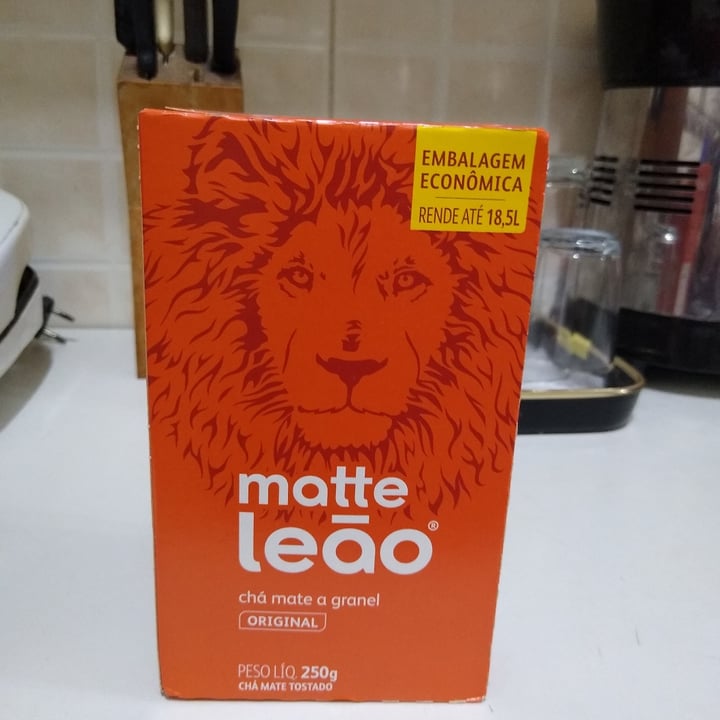 EMBALAGEM
ECONÔMICA
RENDE ATÉ 18,5L
matte
leão®
chá mate a granel
ORIGINAL
PESO LÍQ. 250g
CHÁ MATE TOSTADO